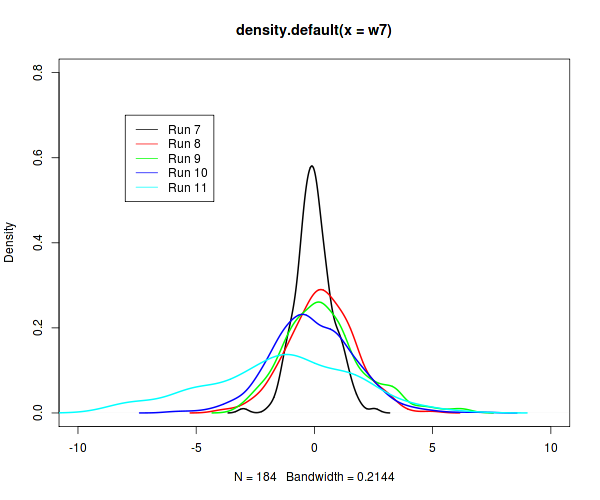 density.default(x = w7)
Density
0.0
0.2
0.4
0.6
0.8
Run 7
Run 8
Run 9
Run 10
Run 11
-10
-5
0
5
10
N = 184 Bandwidth = 0.2144